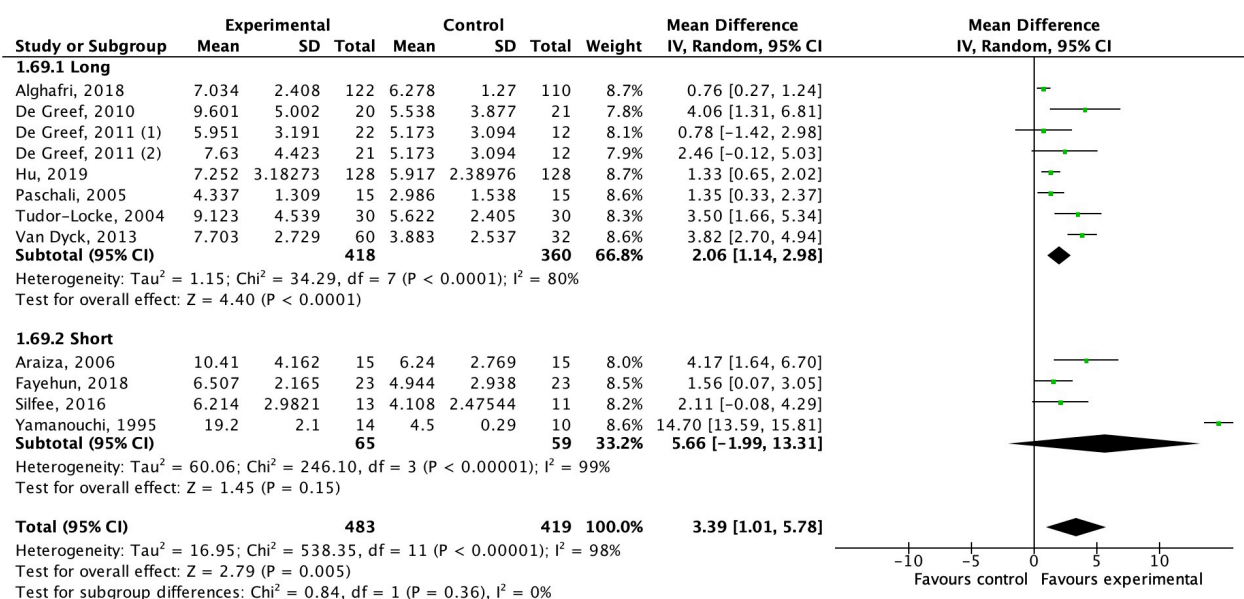 Experimental Control Mean Difference Mean Difference
Study or Subgroup Mean SD Total Mean SD Total Weight IV, Random, 95% CI IV, Random, 95% CI
1.69.1 Long
Alghafri, 2018 7.034 2.408 122 6.278 1.27 110 8.7% 0.76 [0.27, 1.24]
De Greef, 2010 9.601 5.002 20 5.538 3.877 21 7.8% 4.06 [1.31, 6.81]
De Greef, 2011 (1) 5.951 3.191 22 5.173 3.094 12 8.1% 0.78 [-1.42, 2.98]
De Greef, 2011 (2) 7.63 4.423 21 5.173 3.094 12 7.9% 2.46 [-0.12, 5.03]
Hu, 2019 7.252 3.18273 128 5.917 2.38976 128 8.7% 1.33 [0.65, 2.02]
Paschali, 2005 4.337 1.309 15 2.986 1.538 15 8.6% 1.35 [0.33, 2.37]
Tudor-Locke, 2004 9.123 4.539 30 5.622 2.405 30 8.3% 3.50 [1.66, 5.34]
Van Dyck, 2013 7.703 2.729 60 3.883 2.537 32 8.6% 3.82 [2.70, 4.94]
Subtotal (95% CI) 418 360 66.8% 2.06 [1.14, 2.98]
Heterogeneity: Tau² = 1.15; Chi² = 34.29, df = 7 (P < 0.0001); I² = 80%
Test for overall effect: Z = 4.40 (P < 0.0001)
1.69.2 Short
Araiza, 2006 10.41 4.162 15 6.24 2.769 15 8.0% 4.17 [1.64, 6.70]
Fayehun, 2018 6.507 2.165 23 4.944 2.938 23 8.5% 1.56 [0.07, 3.05]
Silfee, 2016 6.214 2.9821 13 4.108 2.47544 11 8.2% 2.11 [-0.08, 4.29]
Yamanouchi, 1995 19.2 2.1 14 4.5 0.29 10 8.6% 14.70 [13.59, 15.81]
Subtotal (95% CI) 65 59 33.2% 5.66 [-1.99, 13.31]
Heterogeneity: Tau² = 60.06; Chi² = 246.10, df = 3 (P < 0.00001); I² = 99%
Test for overall effect: Z = 1.45 (P = 0.15)
Total (95% CI) 483 419 100.0% 3.39 [1.01, 5.78]
Heterogeneity: Tau² = 16.95; Chi² = 538.35, df = 11 (P < 0.00001); I² = 98%
Test for overall effect: Z = 2.79 (P = 0.005)
Test for subgroup differences: Chi² = 0.84, df = 1 (P = 0.36), I² = 0%
-10 -5 0 5 10
Favours control Favours experimental